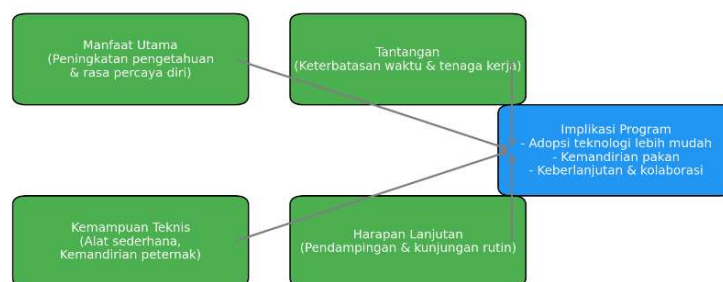 Manfaat Utama
(Peningkatan pengetahuan
& rasa percaya diri)
Tantangan
(Keterbatasan waktu & tenaga kerja)
Implikasi Program
- Adopsi teknologi lebih mudah
- Kemandirian pakan
- Keberlanjutan & kolaborasi
Kemampuan Teknis
(Alat sederhana,
Kemandirian peternak)
Harapan Lanjutan
(Pendampingan & kunjungan rutin)